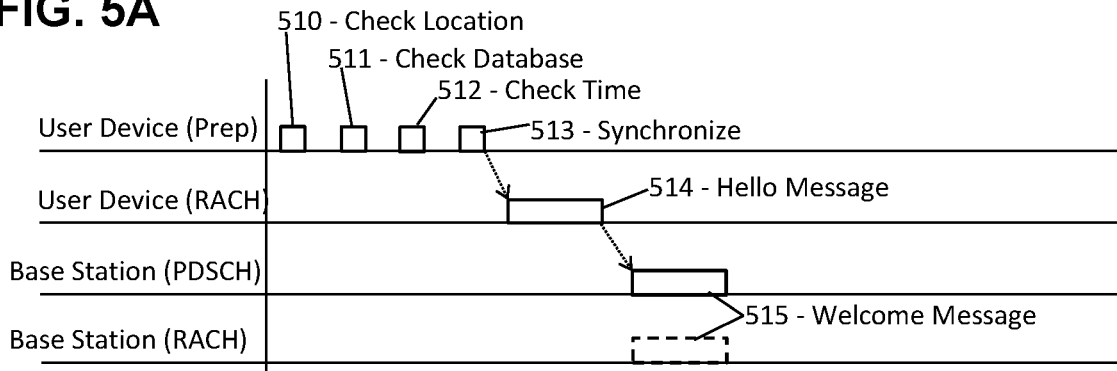 FIG. 5A
510 - Check Location
511 - Check Database
512 - Check Time
User Device (Prep)
513 - Synchronize
User Device (RACH)
514 - Hello Message
Base Station (PDSCH)
515 - Welcome Message
Base Station (RACH)